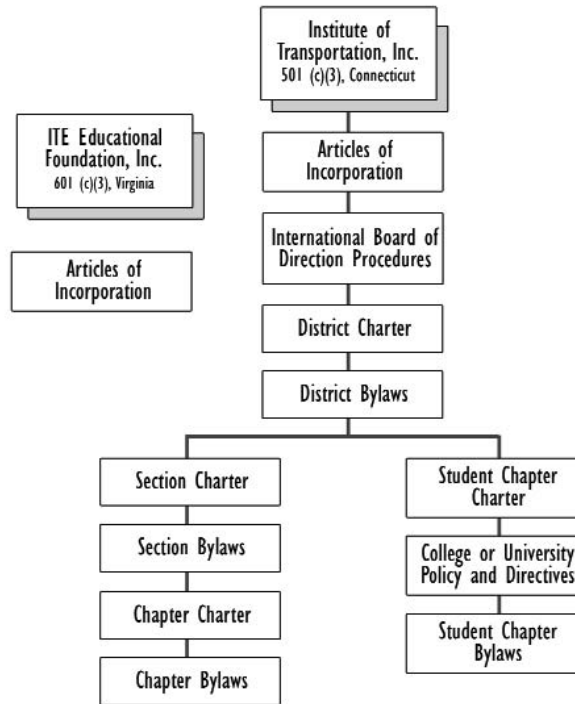 Institute of
Transportation, Inc.
501 (c)(3), Connecticut
ITE Educational
Foundation, Inc.
601 (c)(3), Virginia
Articles of
Incorporation
Articles of
Incorporation
International Board of
Direction Procedures
District Charter
District Bylaws
Section Charter
Section Bylaws
Chapter Charter
Chapter Bylaws
Student Chapter
Charter
College or University
Policy and Directives
Student Chapter
Bylaws